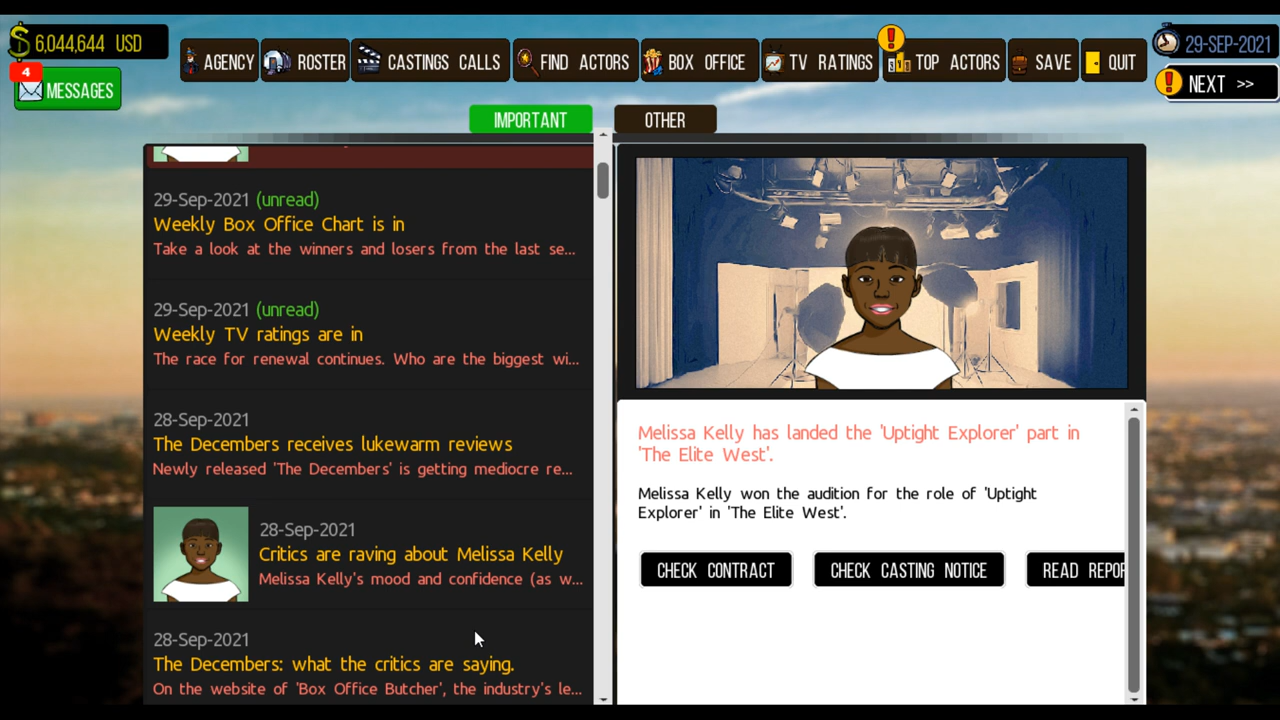 6,044,644 USD
AGENCY
ROSTER
CASTINGS CALLS
FIND ACTORS
BOX OFFICE
TV RATINGS
TOP ACTORS
SAVE
QUIT
29-SEP-2021
4
MESSAGES
NEXT >>
IMPORTANT
OTHER
29-Sep-2021 (unread)
Weekly Box Office Chart is in
Take a look at the winners and losers from the last se...
29-Sep-2021 (unread)
Weekly TV ratings are in
The race for renewal continues. Who are the biggest wi...
28-Sep-2021
The Decembers receives lukewarm reviews
Newly released 'The Decembers' is getting mediocre re...
28-Sep-2021
Critics are raving about Melissa Kelly
Melissa Kelly's mood and confidence (as w...
28-Sep-2021
The Decembers: what the critics are saying.
On the website of 'Box Office Butcher', the industry's le...
Melissa Kelly has landed the 'Uptight Explorer' part in
'The Elite West'.
Melissa Kelly won the audition for the role of 'Uptight
Explorer' in 'The Elite West'.
CHECK CONTRACT
CHECK CASTING NOTICE
READ REPOR